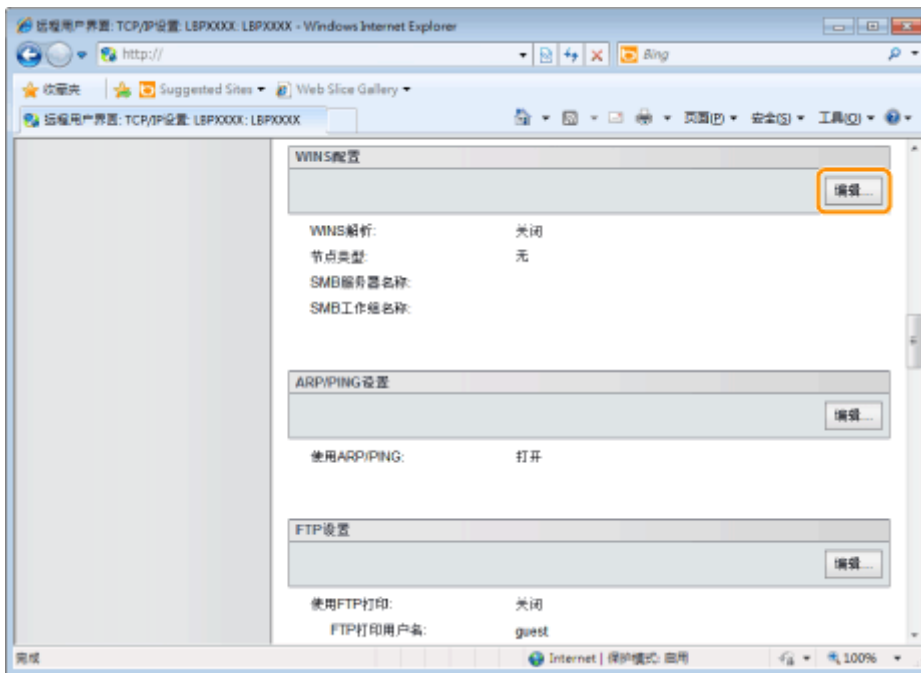 远程用户界面: TCP/IP设置: LBPXXXX: LBPXXXX - Windows Internet Explorer
http://
Bing
收藏夹 Suggested Sites Web Slice Gallery
远程用户界面: TCP/IP设置: LBPXXXX: LBPXXXX
页面(P) 安全(S) 工具(O)
WINS配置
编辑...
WINS解析: 关闭
节点类型: 无
SMB服务器名称:
SMB工作组名称:
ARP/PING设置
编辑...
使用ARP/PING: 打开
FTP设置
编辑...
使用FTP打印: 关闭
FTP打印用户名: guest
完成 Internet | 保护模式: 启用 100%